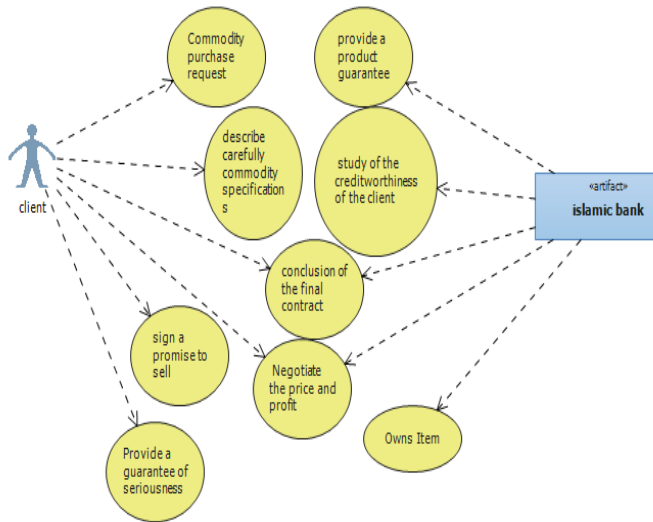 Commodity
purchase
request
provide a
product
guarantee
describe
carefully
commodity
specification
s
study of the
creditworthiness
of the client
client
«artifact»
islamic bank
conclusion of
the final
contract
sign a
promise to
sell
Negotiate
the price and
profit
Owns Item
Provide a
guarantee of
seriousness